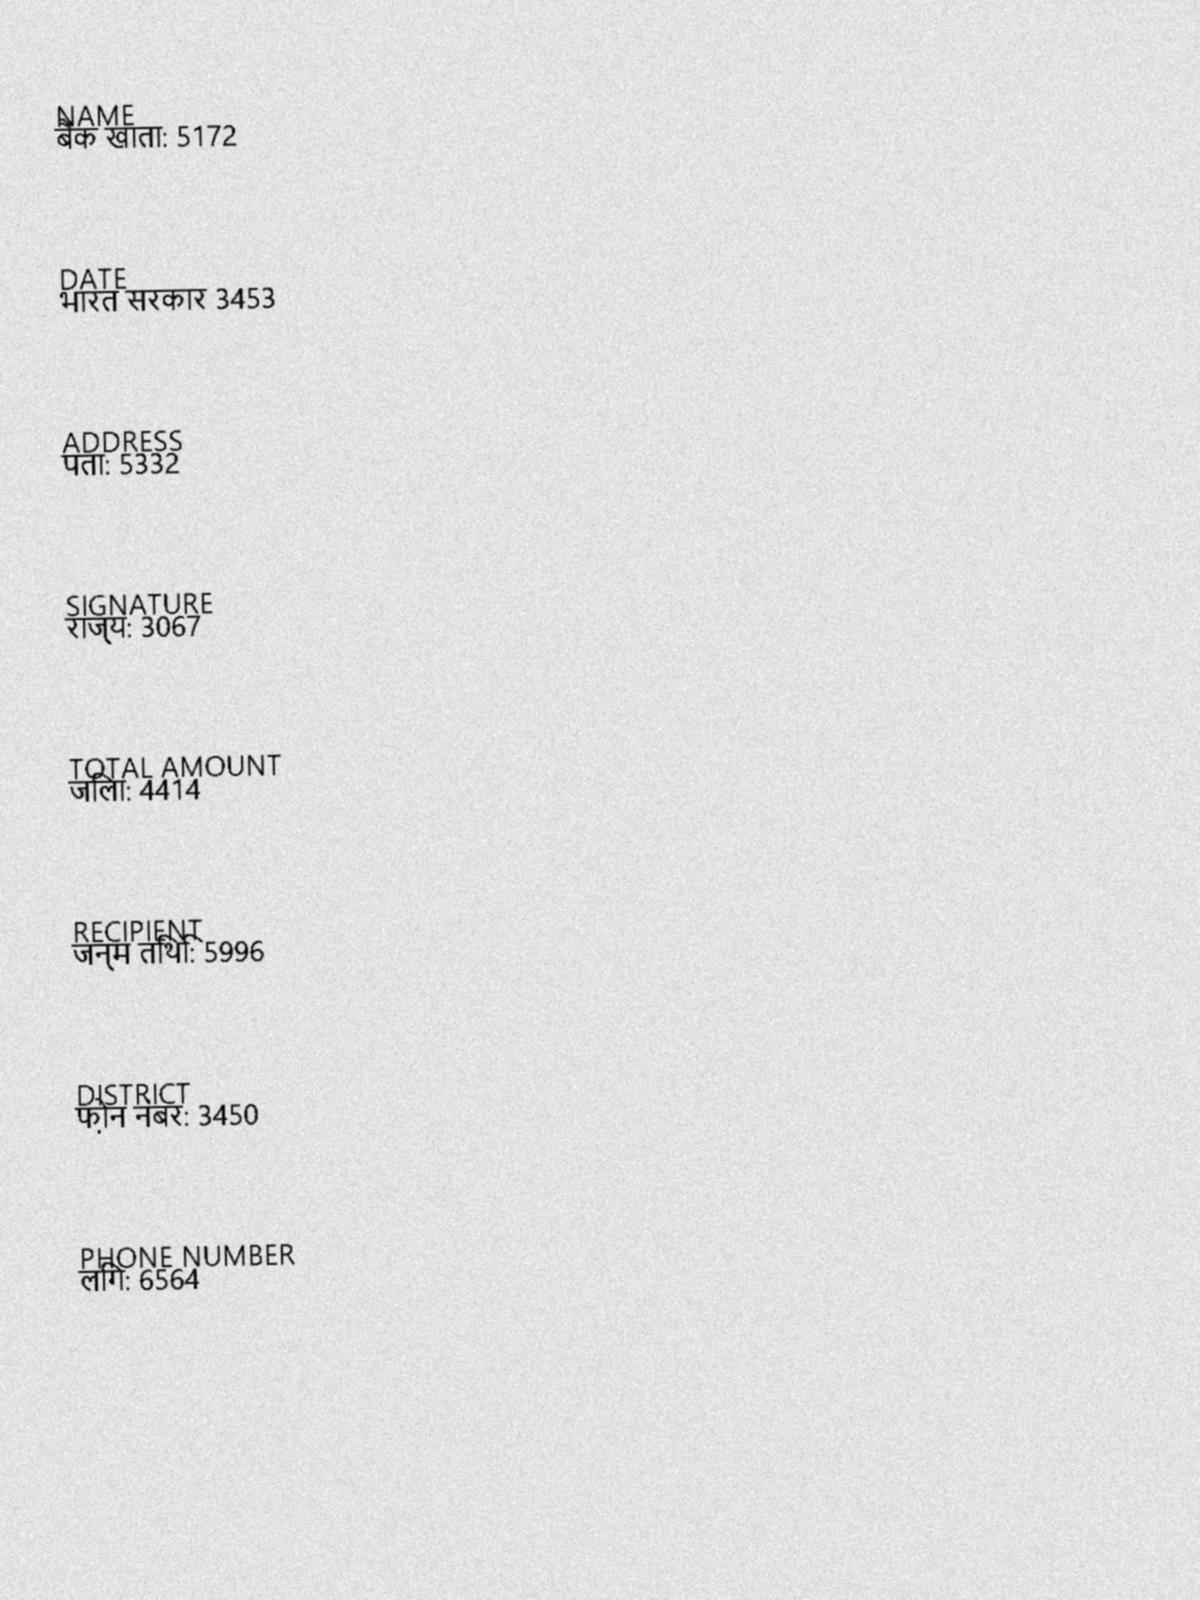 NAME
बैंक खाता: 5172
DATE
भारत सरकार 3453
ADDRESS
पता: 5332
SIGNATURE
राज्य: 3067
TOTAL AMOUNT
जिला: 4414
RECIPIENT
जन्म तिथि: 5996
DISTRICT
फ़ोन नंबर: 3450
PHONE NUMBER
लिंग: 6564